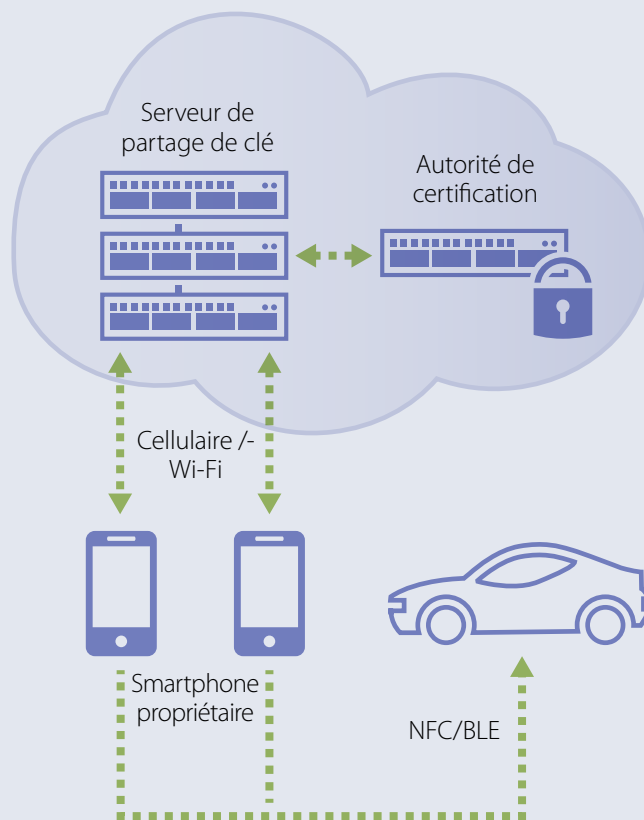 Serveur de
partage de clé
Autorité de
certification
Cellulaire /-
Wi-Fi
Smartphone
propriétaire
NFC/BLE